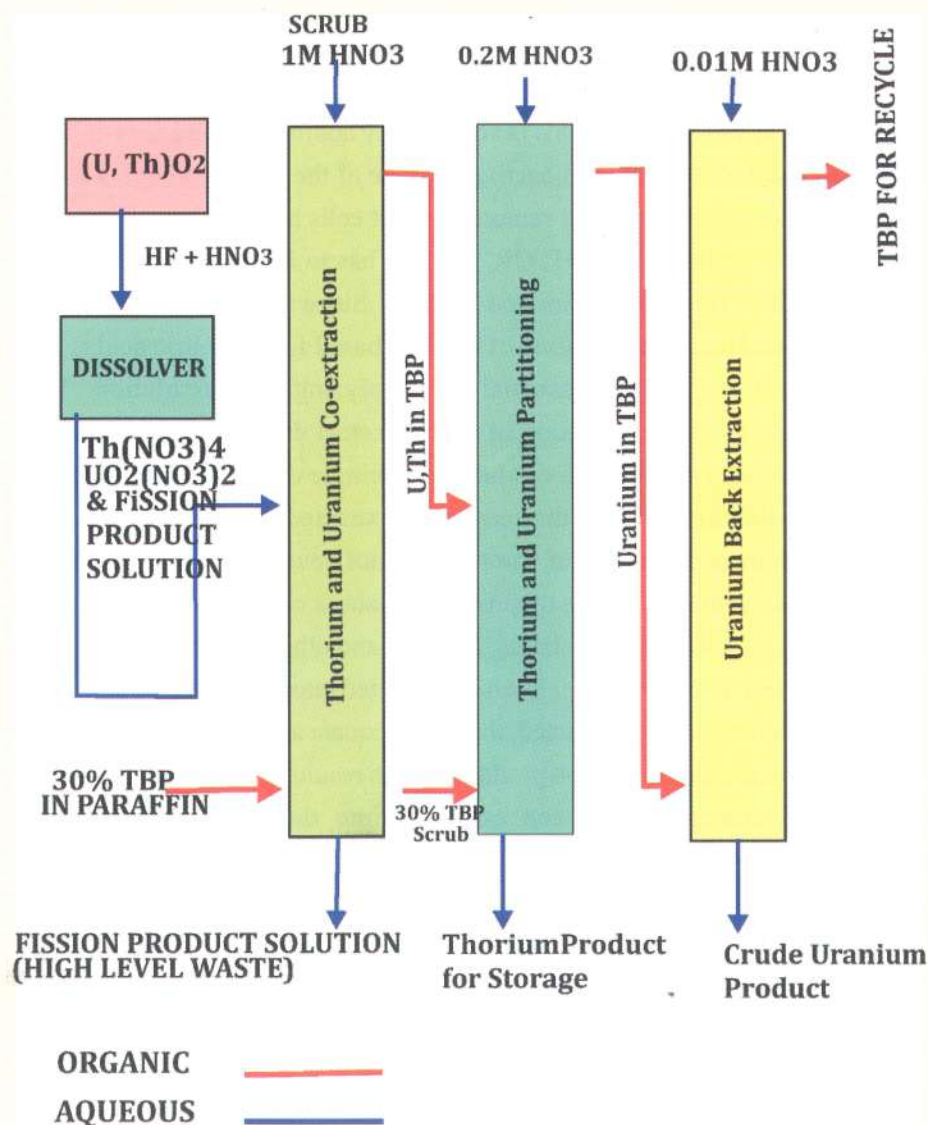 SCRUB
1M HNO3
0.2M HNO3
0.01M HNO3
TBP FOR RECYCLE
(U, Th)O2
HF + HNO3
DISSOLVER
Th(NO3)4
UO2(NO3)2
& FiSSION
PRODUCT
SOLUTION
Thorium and Uranium Co-extraction
U,Th in TBP
Thorium and Uranium Partitioning
Uranium in TBP
Uranium Back Extraction
30% TBP
IN PARAFFIN
30% TBP
Scrub
FISSION PRODUCT SOLUTION
(HIGH LEVEL WASTE)
ThoriumProduct
for Storage
Crude Uranium
Product
ORGANIC
AQUEOUS